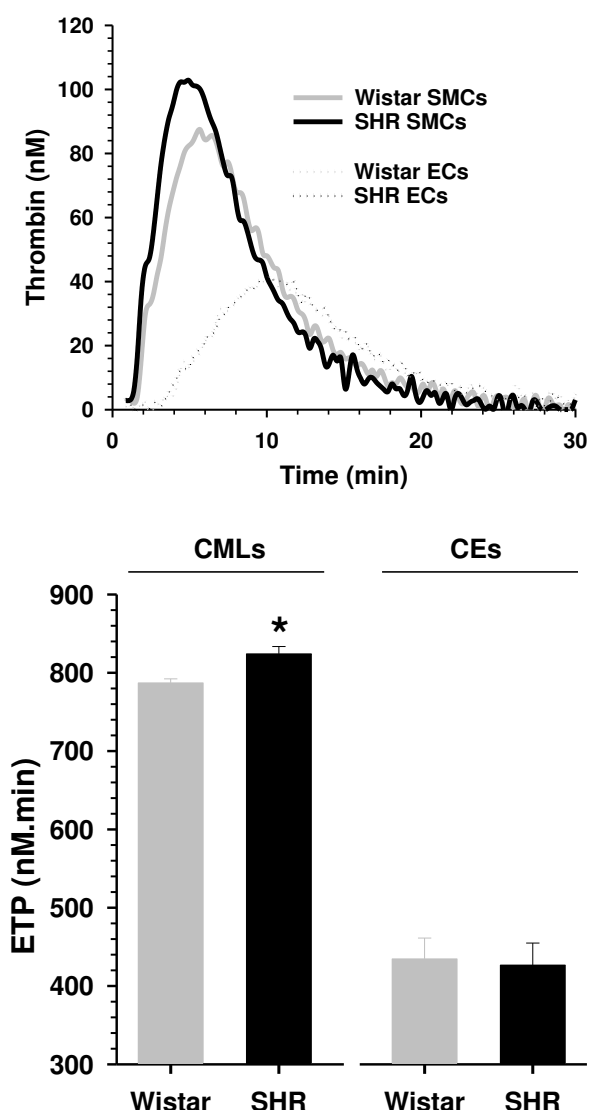 120
100
80
60
40
20
0
Thrombin (nM)
Wistar SMCs
SHR SMCs
Wistar ECs
SHR ECs
0 10 20 30
Time (min)
CMLs CEs
900
800
700
600
500
400
300
ETP (nM.min)
*
Wistar SHR Wistar SHR